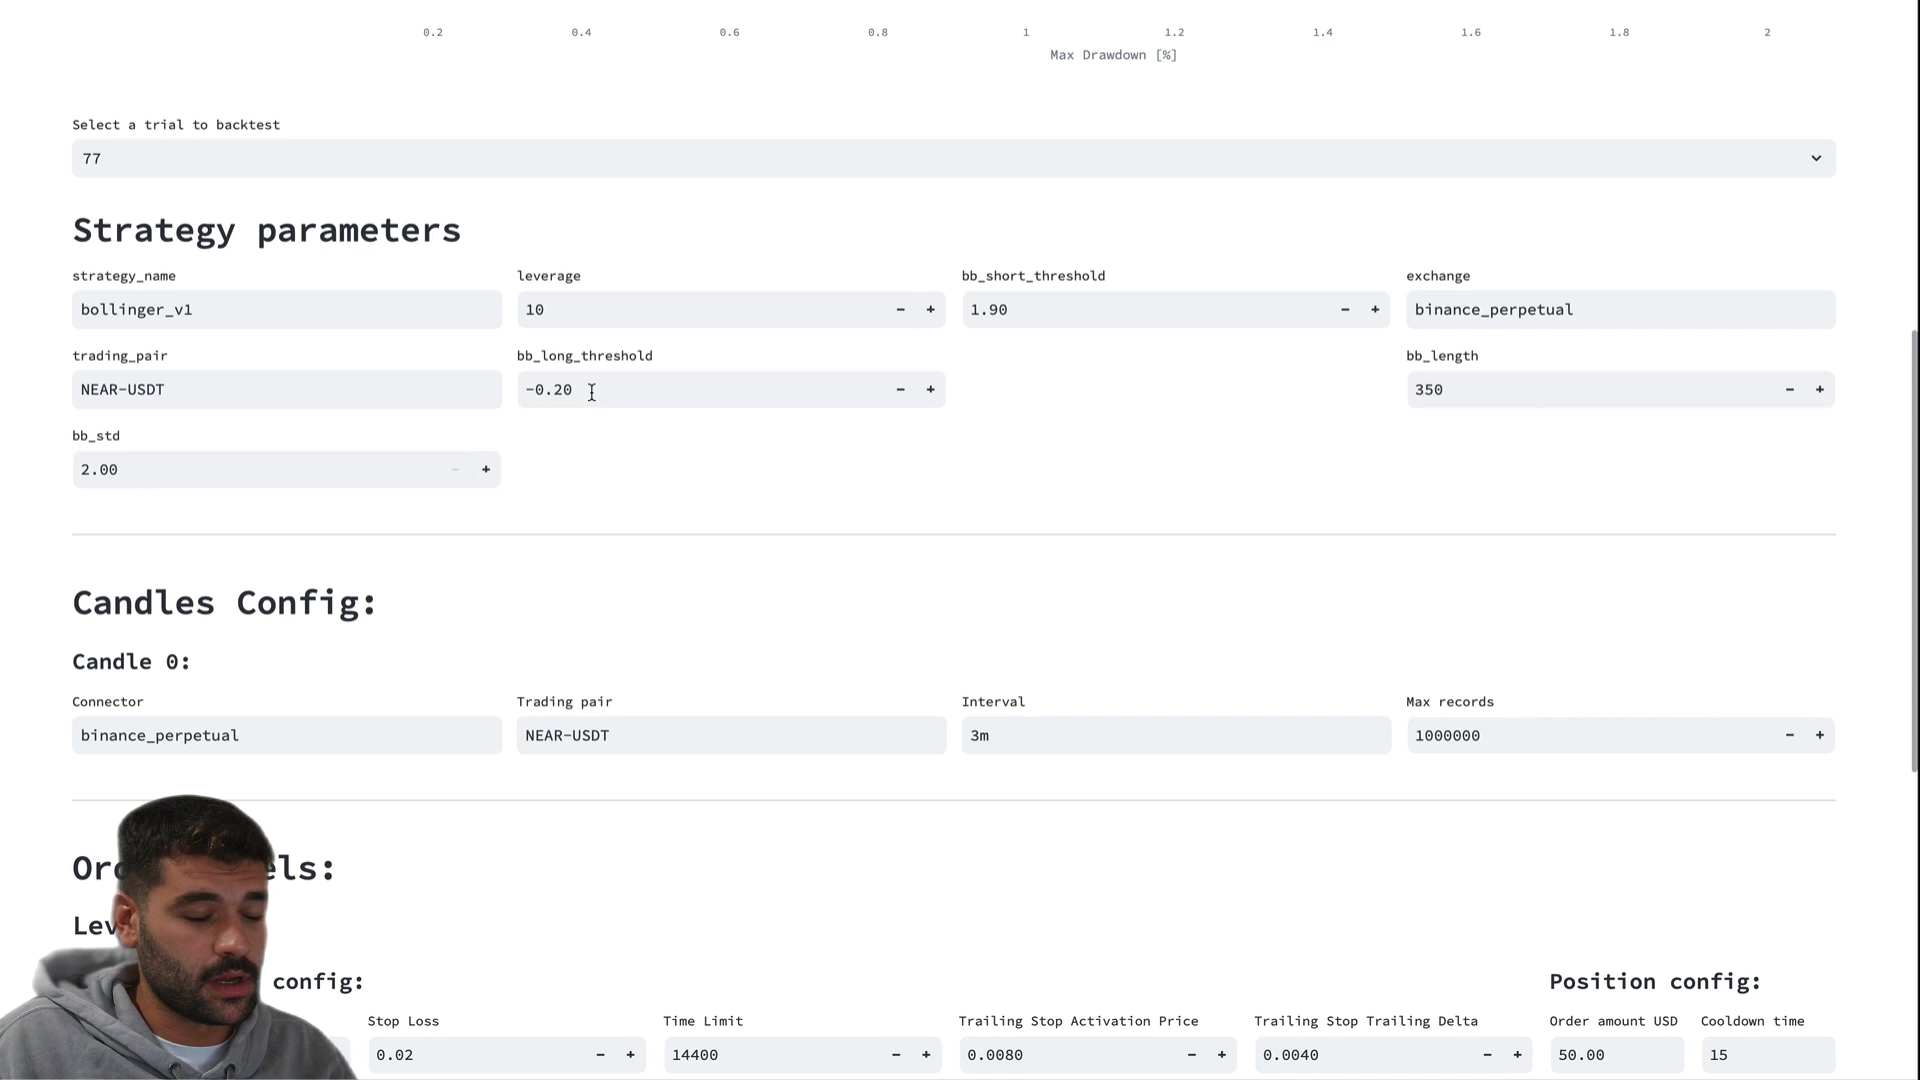 0.2 0.4 0.6 0.8 1 1.2 1.4 1.6 1.8 2
Max Drawdown [%]
Select a trial to backtest
77
Strategy parameters
strategy_name leverage bb_short_threshold exchange
bollinger_v1 10 - + 1.90 - + binance_perpetual
trading_pair bb_long_threshold bb_length
NEAR-USDT -0.20 - + 350 - +
bb_std
2.00 - +
Candles Config:
Candle 0:
Connector Trading pair Interval Max records
binance_perpetual NEAR-USDT 3m 1000000 - +
config: Position config:
Stop Loss Time Limit Trailing Stop Activation Price Trailing Stop Trailing Delta Order amount USD Cooldown time
0.02 - + 14400 - + 0.0080 - + 0.0040 - + 50.00 15